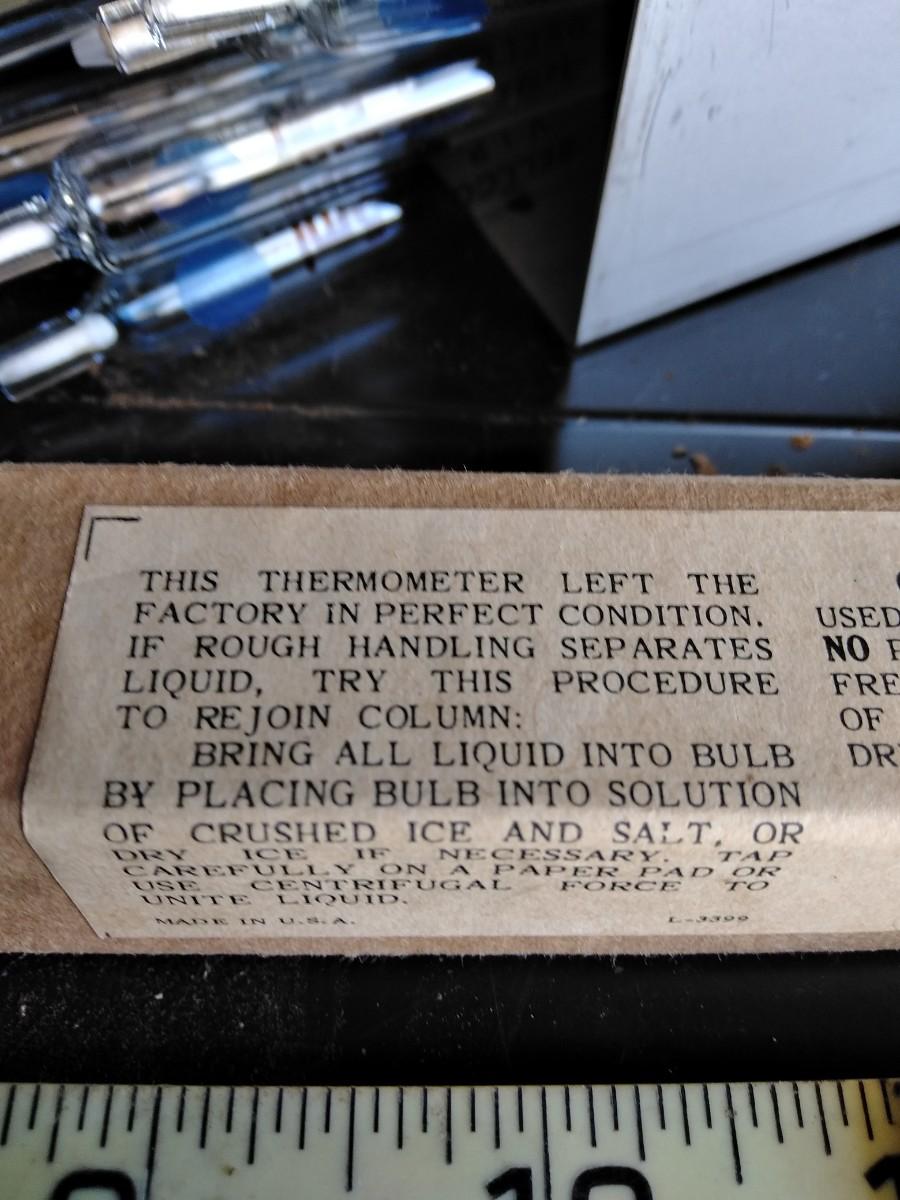 THIS THERMOMETER LEFT THE
FACTORY IN PERFECT CONDITION.
IF ROUGH HANDLING SEPARATES
LIQUID, TRY THIS PROCEDURE
TO REJOIN COLUMN:
BRING ALL LIQUID INTO BULB
BY PLACING BULB INTO SOLUTION
OF CRUSHED ICE AND SALT, OR
DRY ICE IF NECESSARY. TAP
CAREFULLY ON A PAPER PAD OR
USE CENTRIFUGAL FORCE TO
UNITE LIQUID.
MADE IN U.S.A. L-3399
USED
NO
OF
10